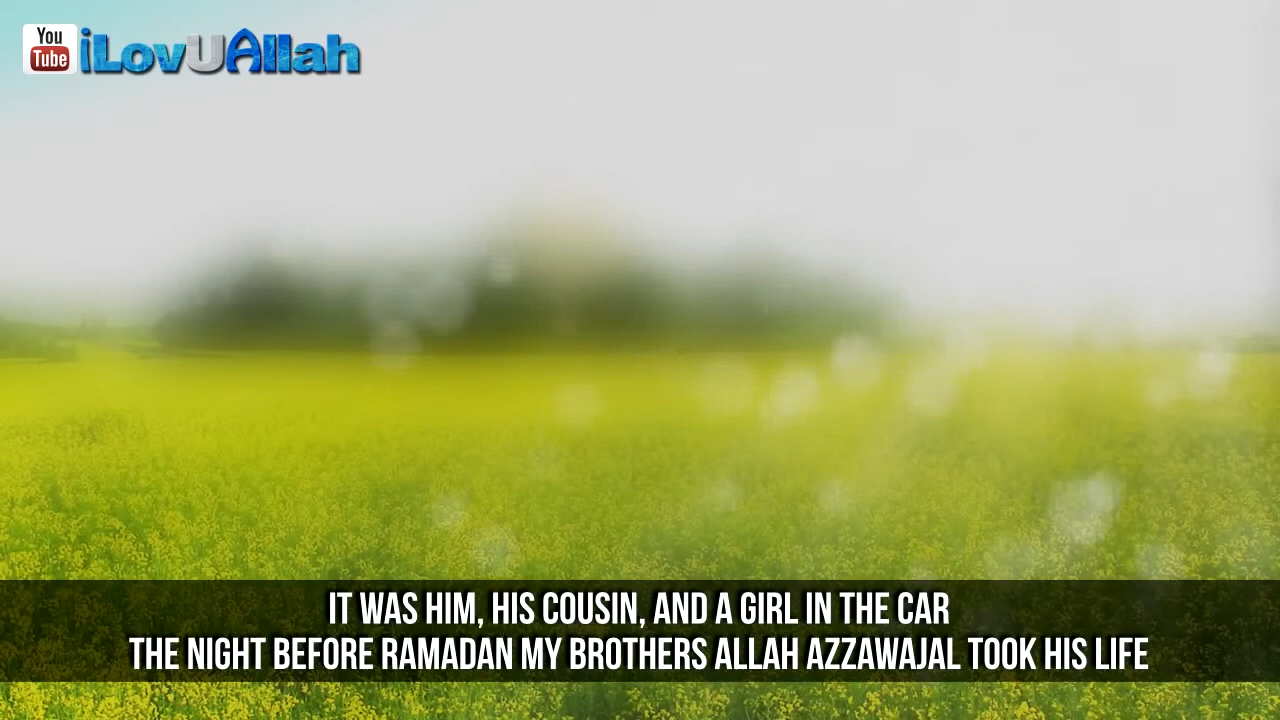 You
Tube
iLovUAllah
IT WAS HIM, HIS COUSIN, AND A GIRL IN THE CAR
THE NIGHT BEFORE RAMADAN MY BROTHERS ALLAH AZZAWAJAL TOOK HIS LIFE